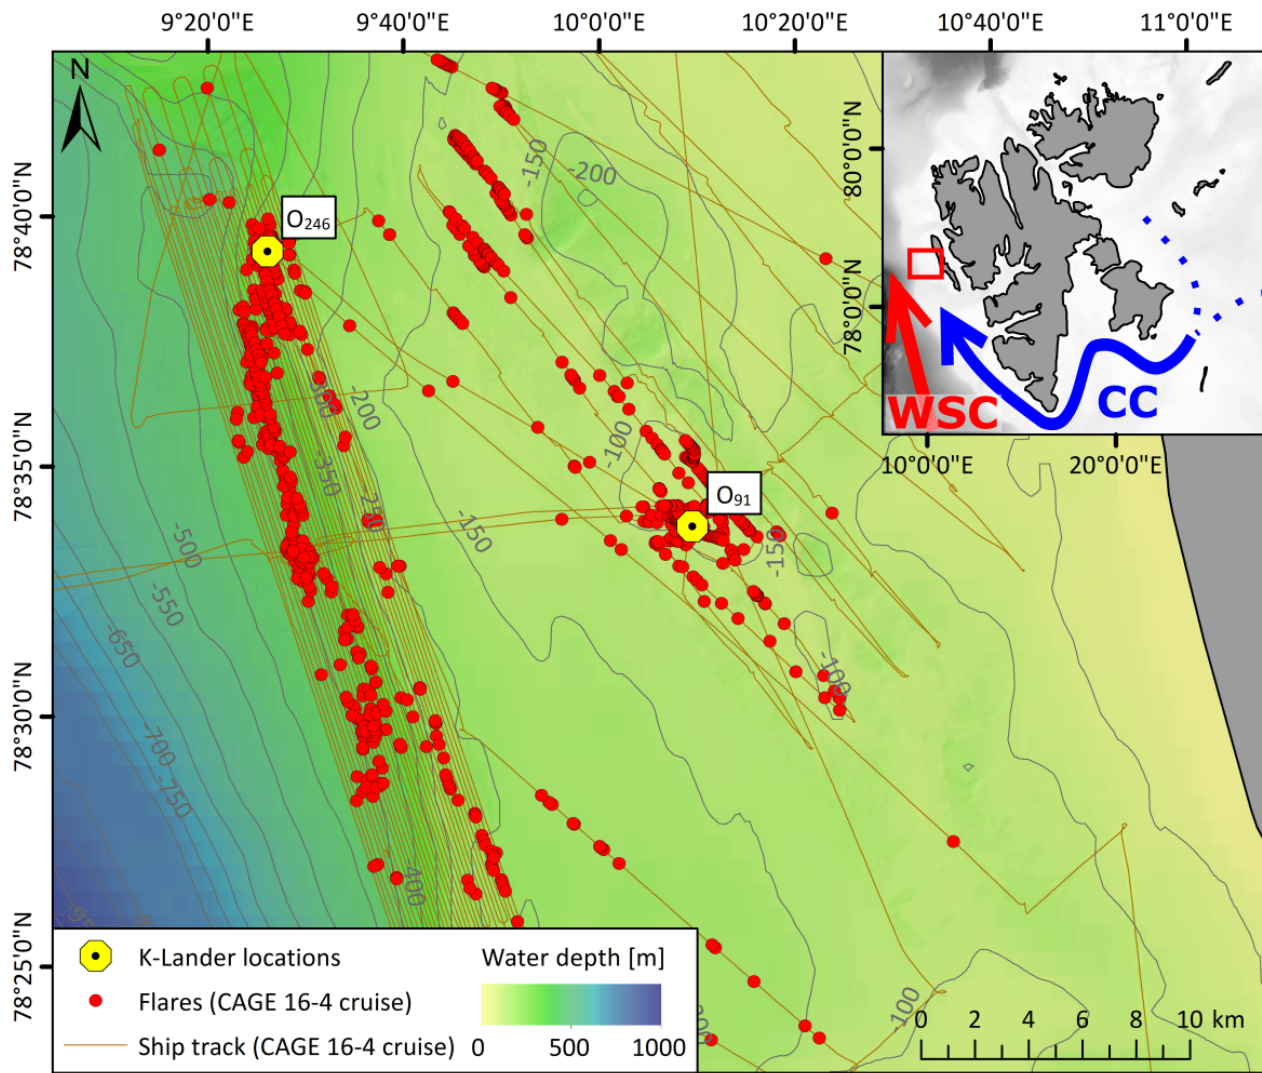 9°20'0"E
9°40'0"E
10°0'0"E
10°20'0"E
10°40'0"E
11°0'0"E
N
78°40'0"N
78°35'0"N
78°30'0"N
78°25'0"N
O246
O91
-150
-200
-200
-300
-350
-250
-100
-150
-150
-500
-550
-650
-700
-750
-400
-100
100
80°0'0"N
78°0'0"N
WSC
CC
10°0'0"E
20°0'0"E
K-Lander locations
Flares (CAGE 16-4 cruise)
Ship track (CAGE 16-4 cruise)
Water depth [m]
0 500 1000
0 2 4 6 8 10 km